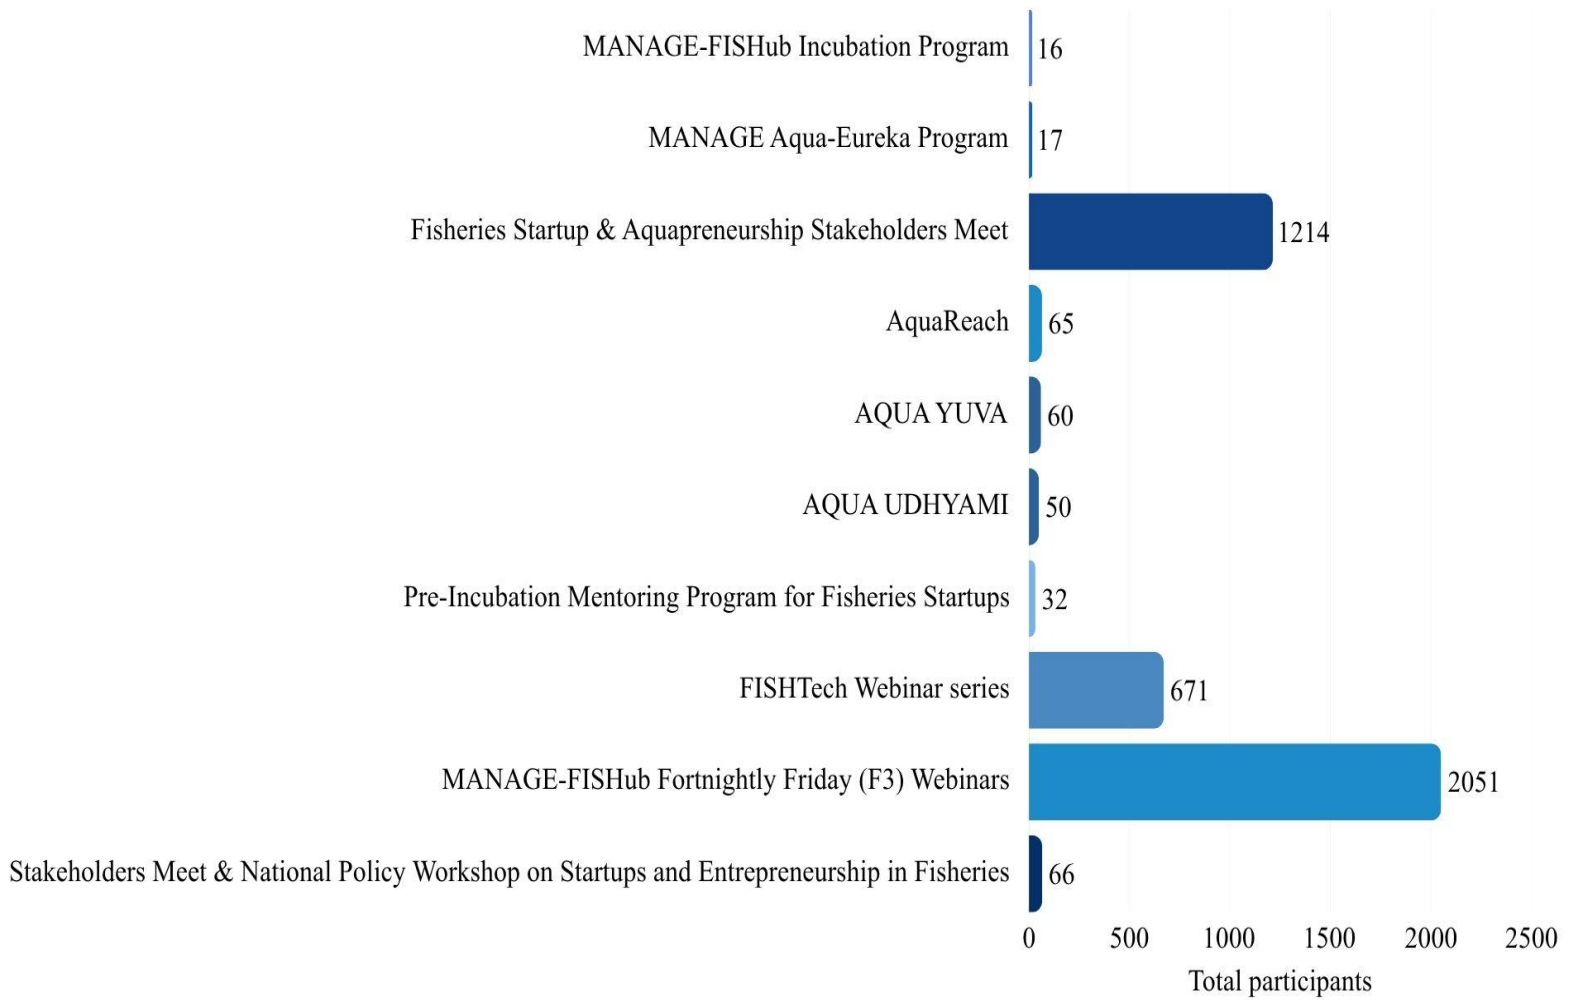 MANAGE-FISHub Incubation Program 16
MANAGE Aqua-Eureka Program 17
Fisheries Startup & Aquapreneurship Stakeholders Meet 1214
AquaReach 65
AQUA YUVA 60
AQUA UDHYAMI 50
Pre-Incubation Mentoring Program for Fisheries Startups 32
FISHTech Webinar series 671
MANAGE-FISHub Fortnightly Friday (F3) Webinars 2051
Stakeholders Meet & National Policy Workshop on Startups and Entrepreneurship in Fisheries 66
0 500 1000 1500 2000 2500
Total participants